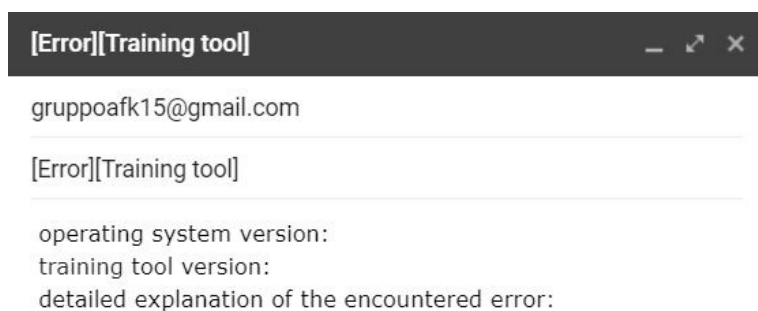 [Error][Training tool]
gruppoafk15@gmail.com
[Error][Training tool]
operating system version:
training tool version:
detailed explanation of the encountered error: